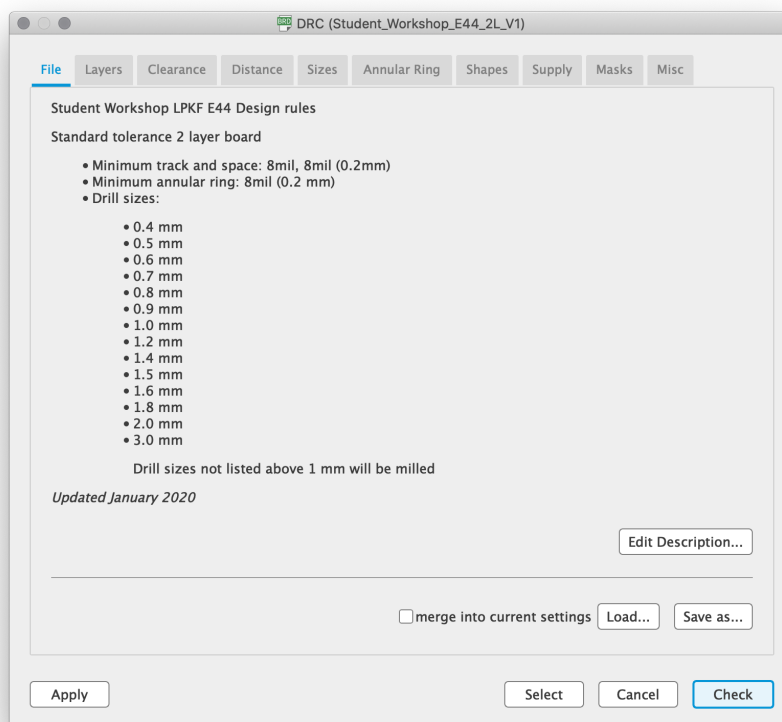 DRC (Student_Workshop_E44_2L_V1)
File Layers Clearance Distance Sizes Annular Ring Shapes Supply Masks Misc
Student Workshop LPKF E44 Design rules
Standard tolerance 2 layer board
• Minimum track and space: 8mil, 8mil (0.2mm)
• Minimum annular ring: 8mil (0.2 mm)
• Drill sizes:
• 0.4 mm
• 0.5 mm
• 0.6 mm
• 0.7 mm
• 0.8 mm
• 0.9 mm
• 1.0 mm
• 1.2 mm
• 1.4 mm
• 1.5 mm
• 1.6 mm
• 1.8 mm
• 2.0 mm
• 3.0 mm
Drill sizes not listed above 1 mm will be milled
Updated January 2020
Edit Description...
merge into current settings Load... Save as...
Apply Select Cancel Check